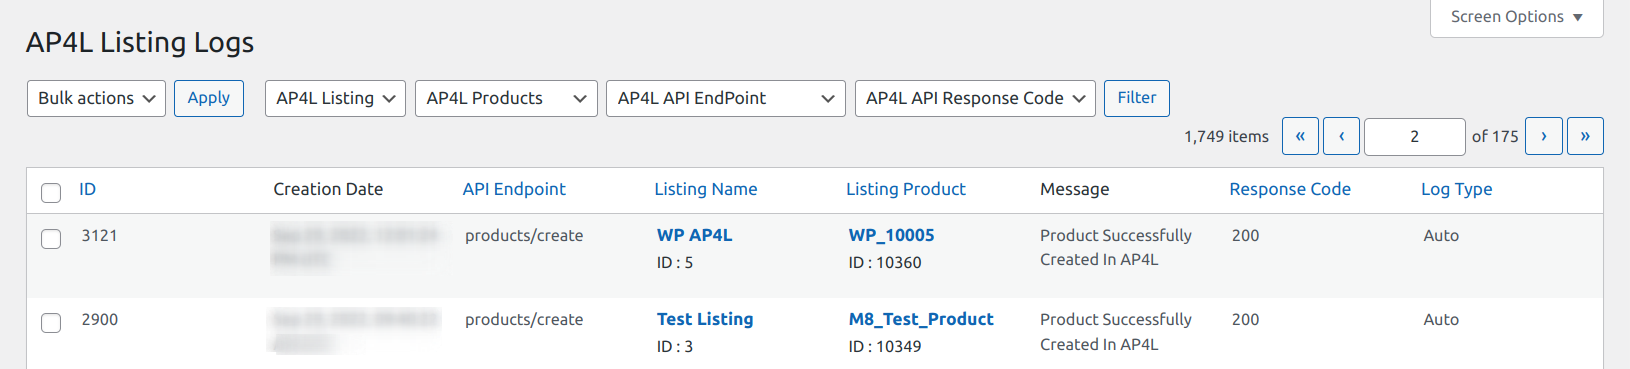 Screen Options
AP4L Listing Logs
Bulk actions Apply AP4L Listing AP4L Products AP4L API EndPoint AP4L API Response Code Filter
1,749 items « ‹ 2 of 175 › »
ID Creation Date API Endpoint Listing Name Listing Product Message Response Code Log Type
3121 products/create WP AP4L WP_10005 Product Successfully 200 Auto
ID : 5 ID : 10360 Created In AP4L
2900 products/create Test Listing M8_Test_Product Product Successfully 200 Auto
ID : 3 ID : 10349 Created In AP4L